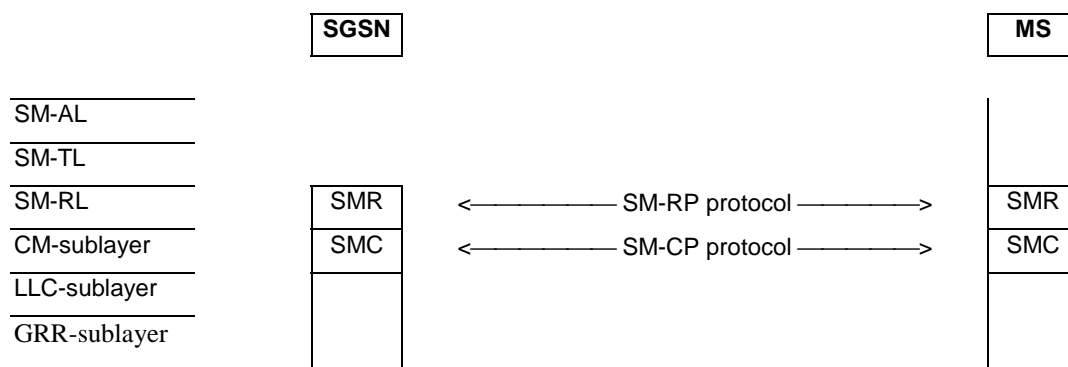 SGSN MS
SM-AL
SM-TL
SM-RL SMR <——————— SM-RP protocol ———————> SMR
CM-sublayer SMC <——————— SM-CP protocol ———————> SMC
LLC-sublayer
GRR-sublayer